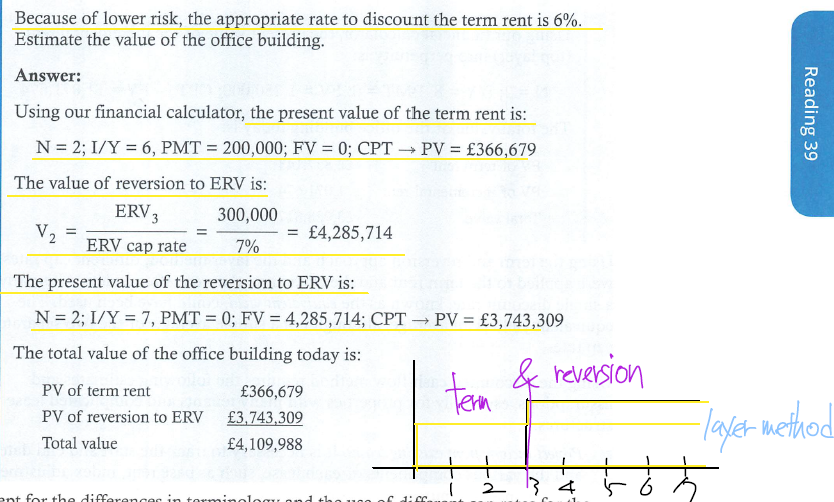 Because of lower risk, the appropriate rate to discount the term rent is 6%.
Estimate the value of the office building.
Answer:
Using our financial calculator, the present value of the term rent is:
N = 2; I/Y = 6, PMT = 200,000; FV = 0; CPT → PV = £366,679
The value of reversion to ERV is:
V2 = ERV3 / ERV cap rate = 300,000 / 7% = £4,285,714
The present value of the reversion to ERV is:
N = 2; I/Y = 7, PMT = 0; FV = 4,285,714; CPT → PV = £3,743,309
The total value of the office building today is:
PV of term rent £366,679
PV of reversion to ERV £3,743,309
Total value £4,109,988
term & reversion
layer method
1 2 3 4 5 6 7
ept for the differences in terminology and the use of different cap rates for the
Reading 39